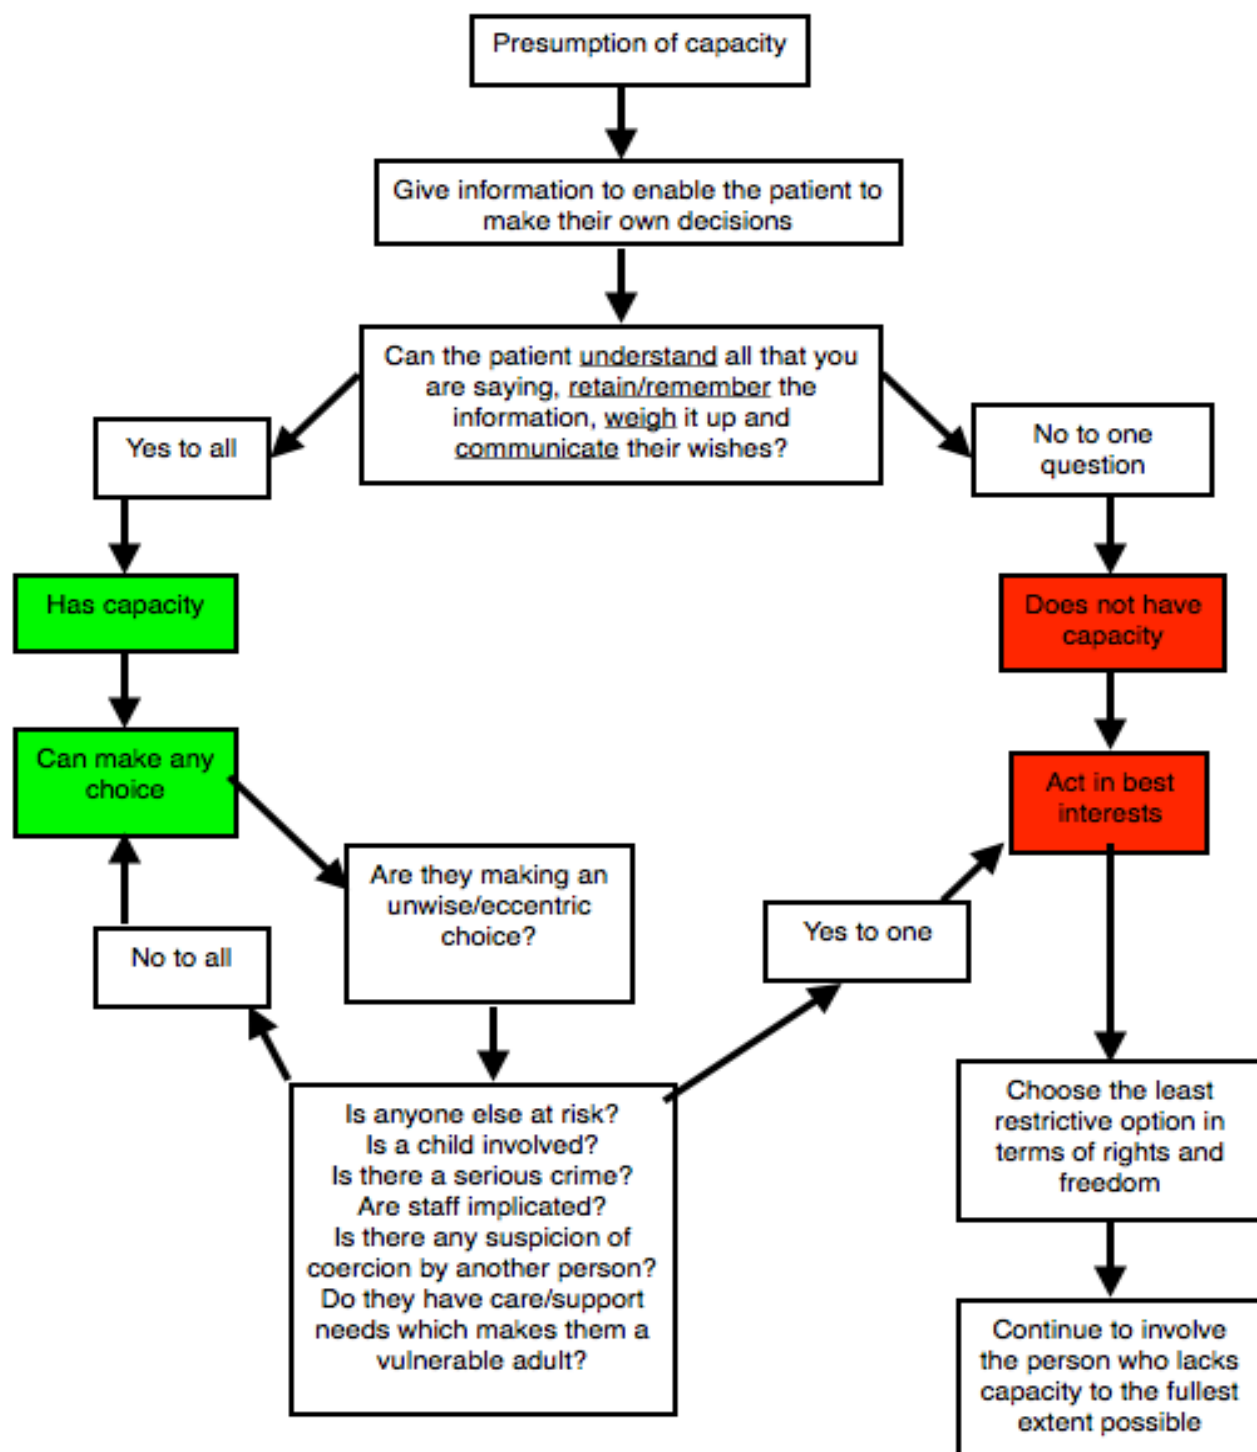 Presumption of capacity
Give information to enable the patient to
make their own decisions
Can the patient understand all that you
are saying, retain/remember the
information, weigh it up and
communicate their wishes?
Yes to all
No to one
question
Has capacity
Does not have
capacity
Can make any
choice
Act in best
interests
Are they making an
unwise/eccentric
choice?
Yes to one
No to all
Is anyone else at risk?
Is a child involved?
Is there a serious crime?
Are staff implicated?
Is there any suspicion of
coercion by another person?
Do they have care/support
needs which makes them a
vulnerable adult?
Choose the least
restrictive option in
terms of rights and
freedom
Continue to involve
the person who lacks
capacity to the fullest
extent possible